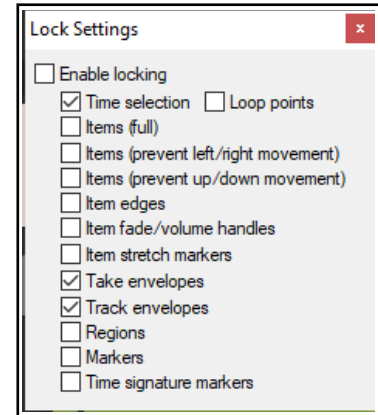 Lock Settings x
Enable locking
Time selection Loop points
Items (full)
Items (prevent left/right movement)
Items (prevent up/down movement)
Item edges
Item fade/volume handles
Item stretch markers
Take envelopes
Track envelopes
Regions
Markers
Time signature markers